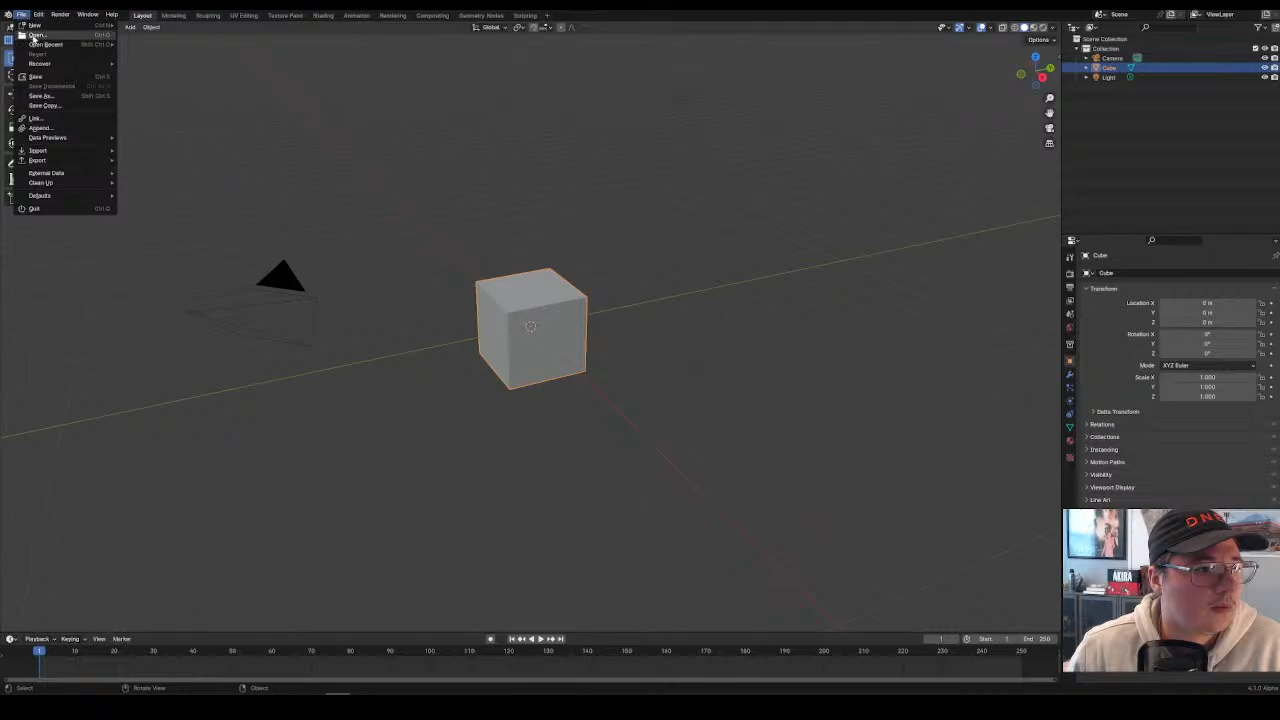 File Edit Render Window Help Layout Modeling Sculpting UV Editing Texture Paint Shading Animation Rendering Compositing Geometry Nodes Scripting Scene ViewLayer
Add Object Global Options
New Ctrl N
Open... Ctrl O
Open Recent Shift Ctrl O
Revert
Recover
Save Ctrl S
Save Incremental
Save As... Shift Ctrl S
Save Copy...
Link...
Append...
Data Previews
Import
Export
External Data
Clean Up
Defaults
Quit Ctrl Q
Scene Collection
Collection
Camera
Cube
Light
Cube
Cube
Transform
Location X 0 m
Y 0 m
Z 0 m
Rotation X 0°
Y 0°
Z 0°
Mode XYZ Euler
Scale X 1.000
Y 1.000
Z 1.000
Delta Transform
Relations
Collections
Instancing
Motion Paths
Visibility
Viewport Display
Line Art
AKIRA
Playback Keying View Marker 1 Start 1 End 250
1 10 20 30 40 50 60 70 80 90 100 110 120 130 140 150 160 170 180 190 200 210 220 230 240 250
Select Rotate View Object 4.1.0 Alpha